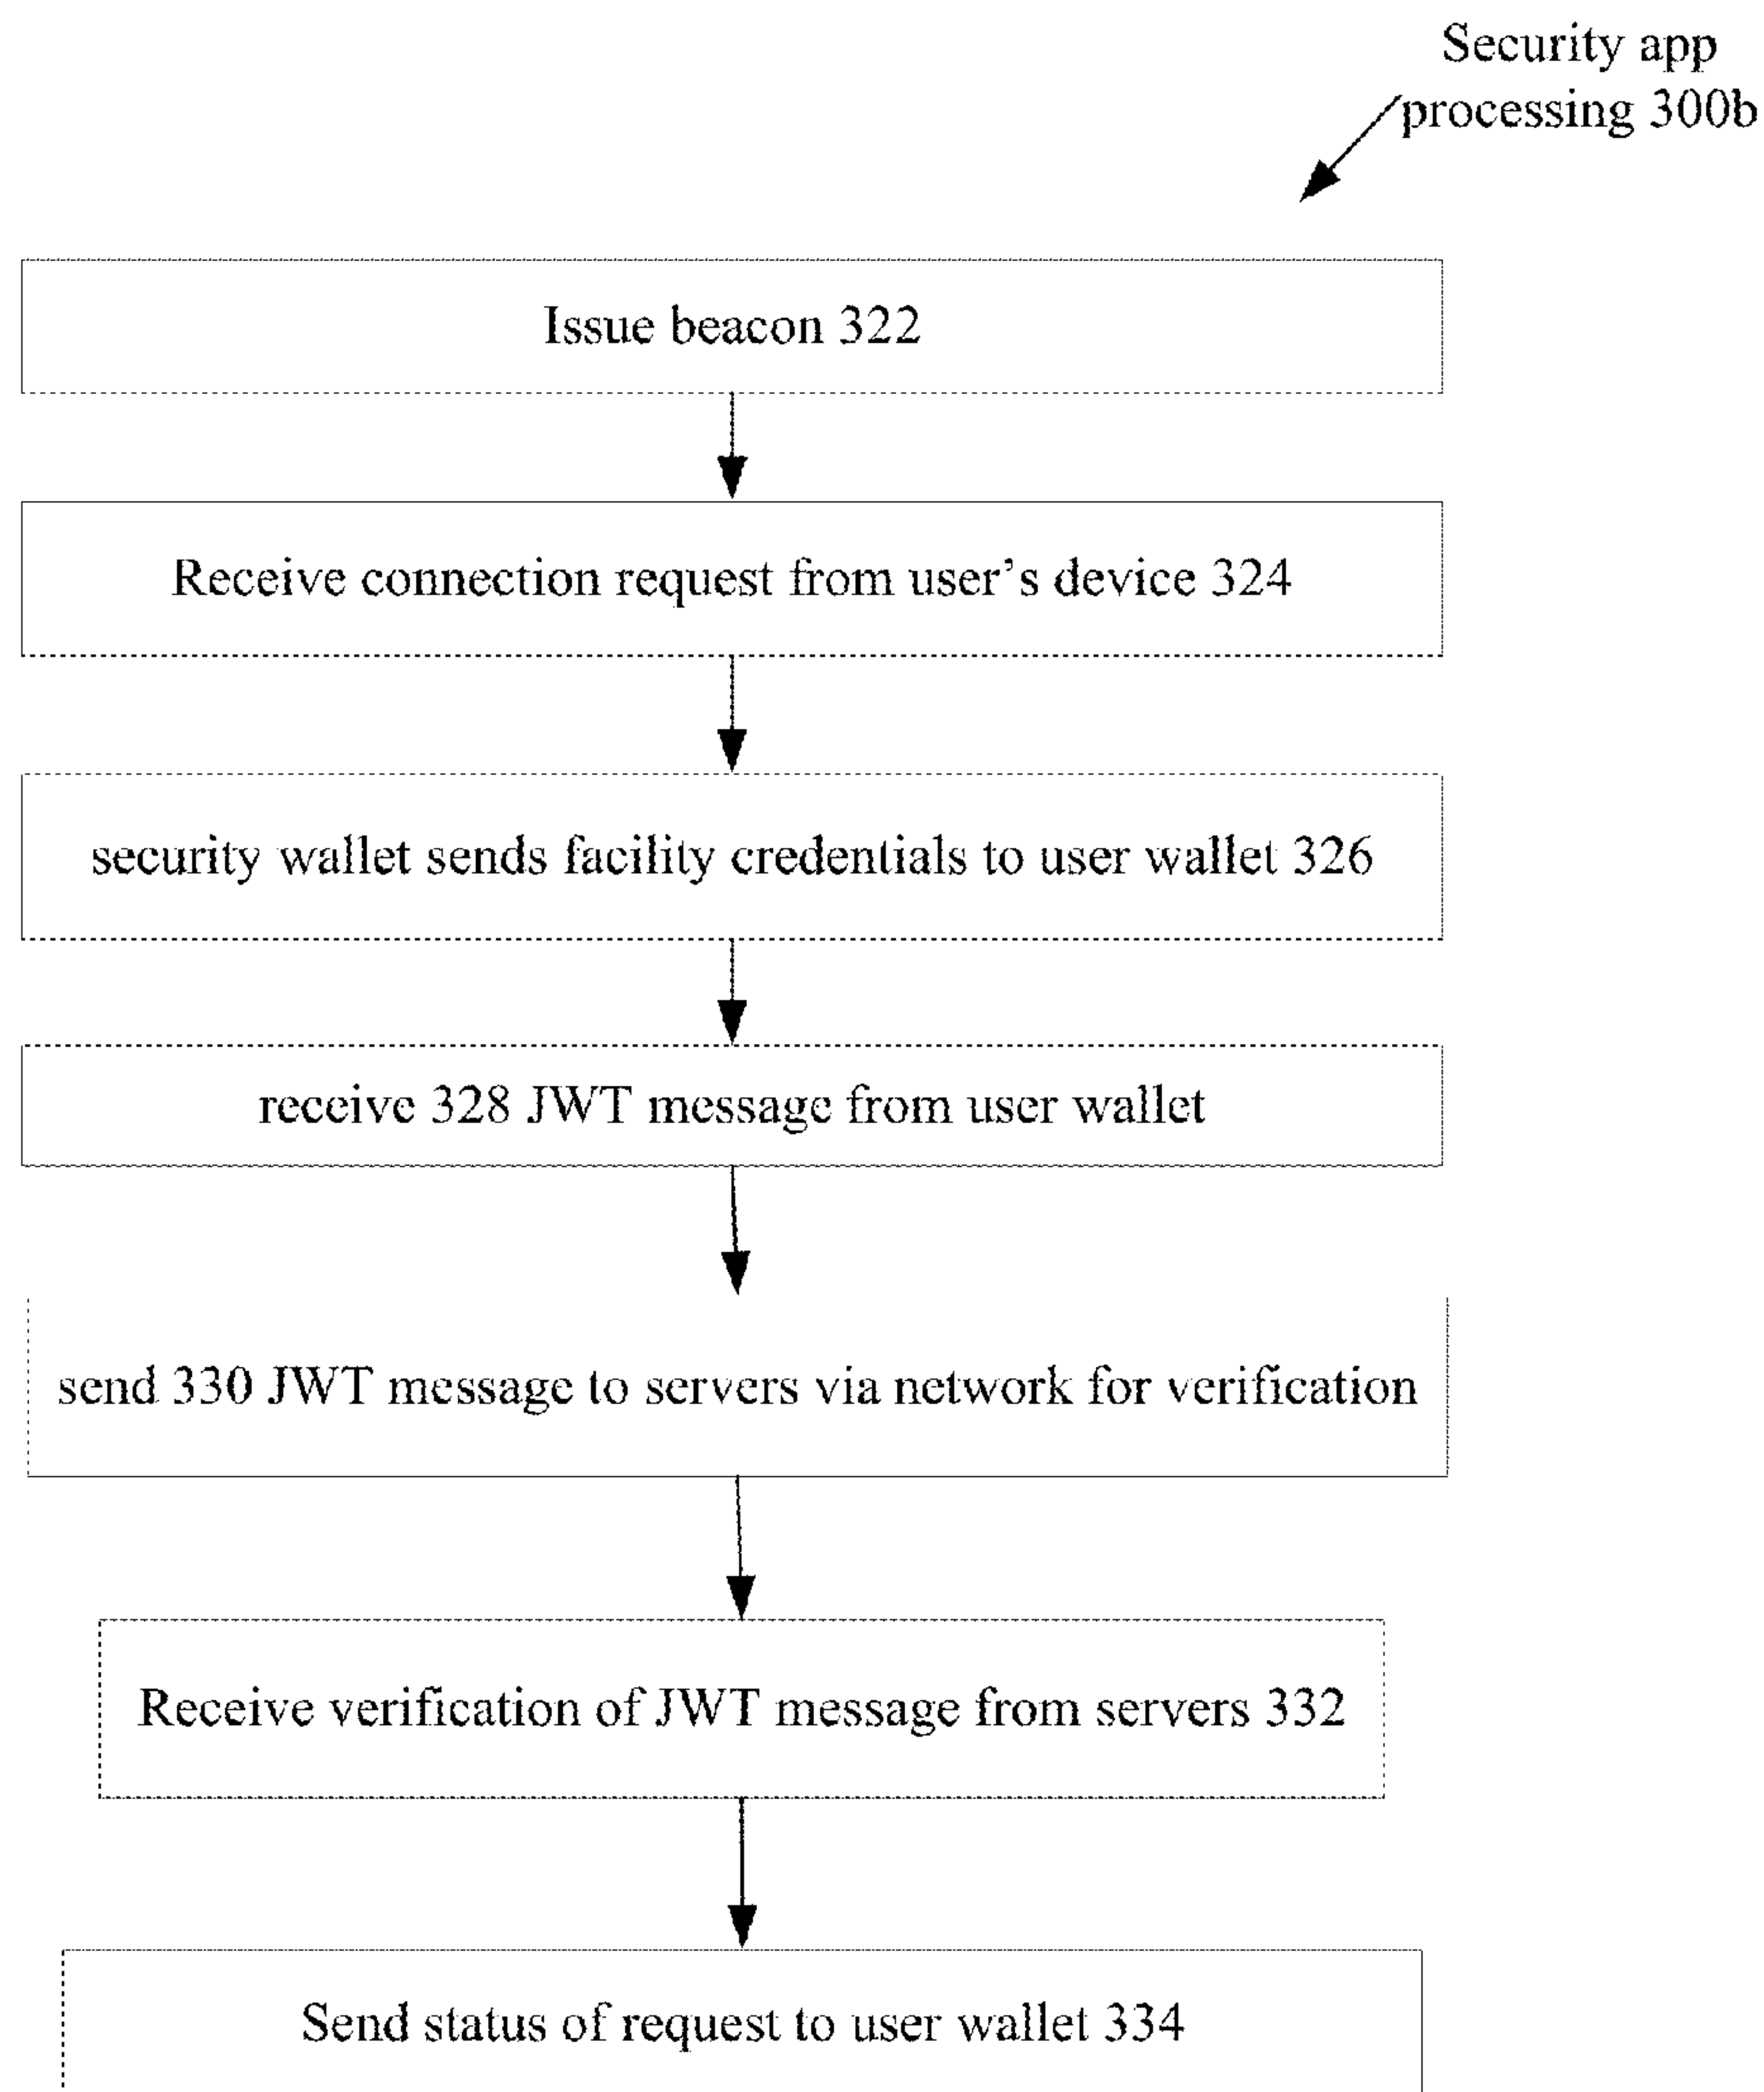 Security app
processing 300b
Issue beacon 322
Receive connection request from user’s device 324
security wallet sends facility credentials to user wallet 326
receive 328 JWT message from user wallet
send 330 JWT message to servers via network for verification
Receive verification of JWT message from servers 332
Send status of request to user wallet 334